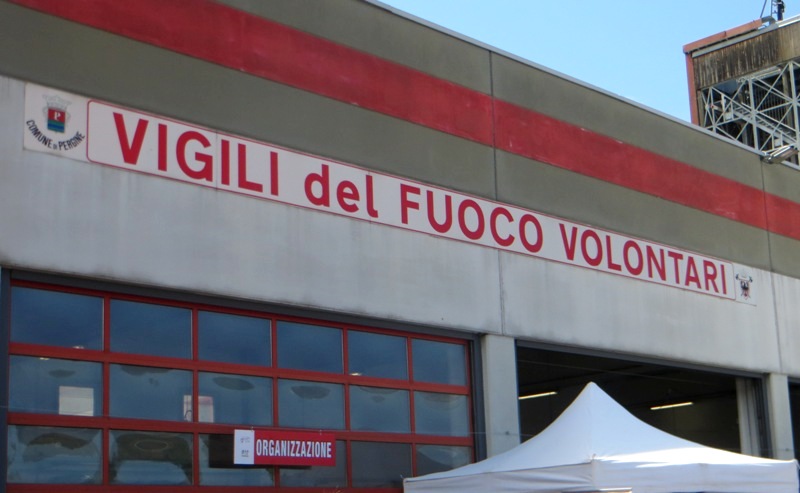 COMUNE DI PERGINE
P
VIGILI del FUOCO VOLONTARI
ORGANIZZAZIONE